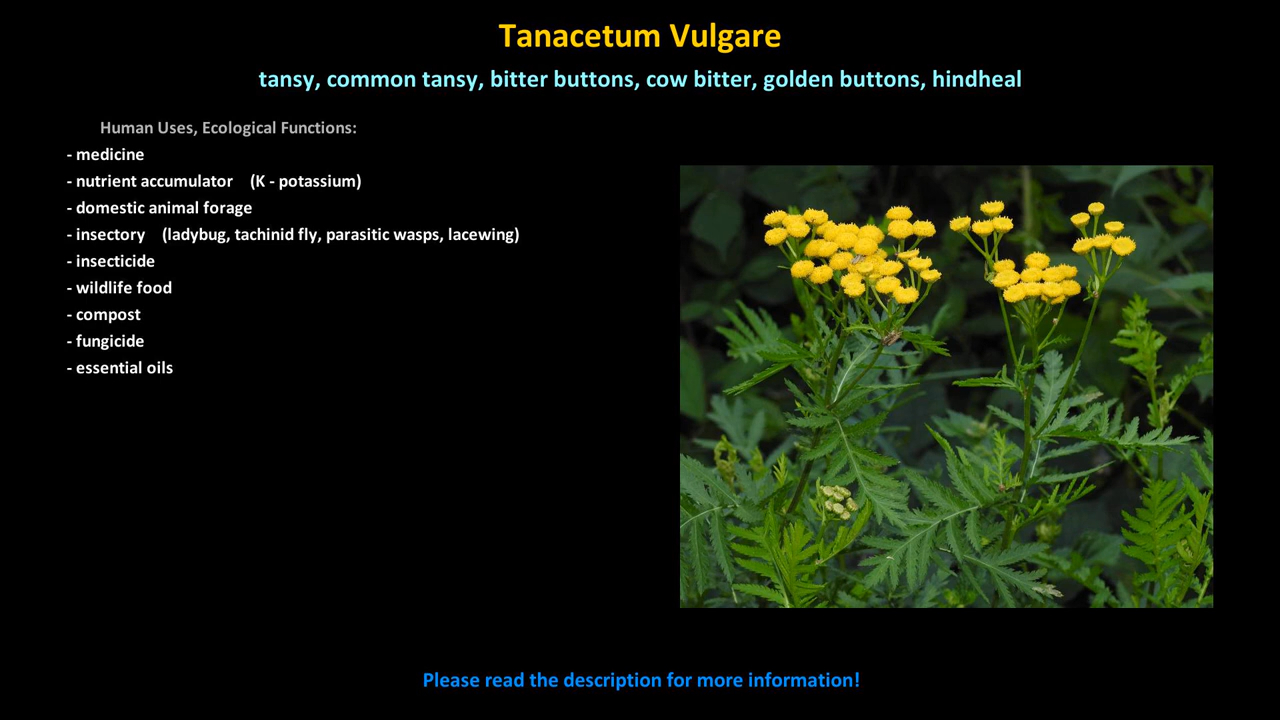 Tanacetum Vulgare
tansy, common tansy, bitter buttons, cow bitter, golden buttons, hindheal
Human Uses, Ecological Functions:
- medicine
- nutrient accumulator (K - potassium)
- domestic animal forage
- insectory (ladybug, tachinid fly, parasitic wasps, lacewing)
- insecticide
- wildlife food
- compost
- fungicide
- essential oils
Please read the description for more information!